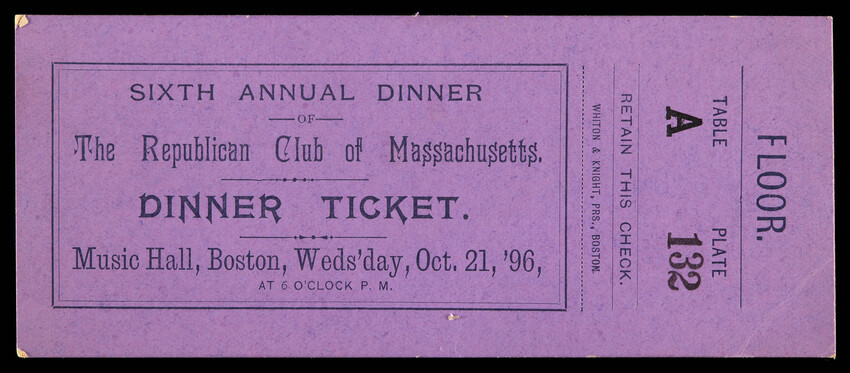 SIXTH ANNUAL DINNER
OF
The Republican Club of Massachusetts.
DINNER TICKET.
Music Hall, Boston, Weds'day, Oct. 21, '96,
AT 6 O'CLOCK P. M.
FLOOR.
TABLE PLATE
A 132
RETAIN THIS CHECK.
WHITON & KNIGHT, PRS., BOSTON.